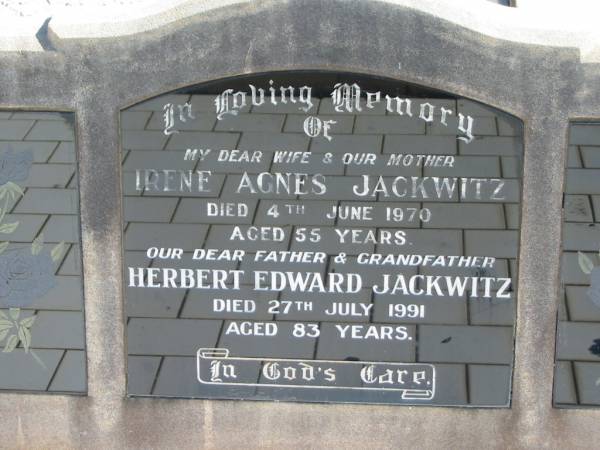 In Loving Memory
Of
MY DEAR WIFE & OUR MOTHER
IRENE AGNES JACKWITZ
DIED 4TH JUNE 1970
AGED 55 YEARS.
OUR DEAR FATHER & GRANDFATHER
HERBERT EDWARD JACKWITZ
DIED 27TH JULY 1991
AGED 83 YEARS.
In God's Care.